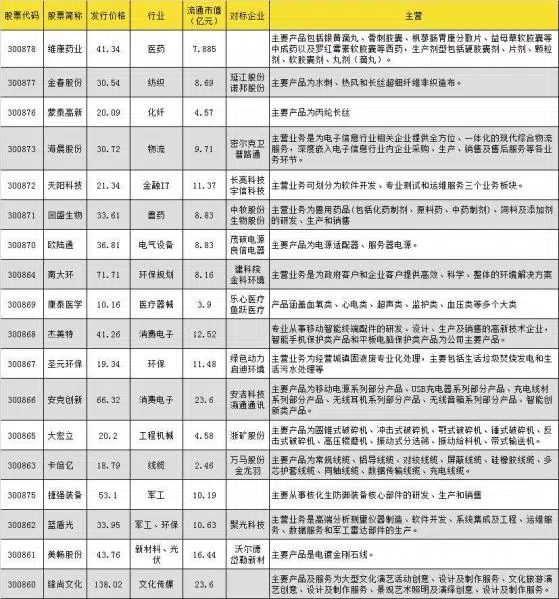 股票代码 股票简称 发行价格 行业 流通市值(亿元) 对标企业 主营
300878 维康药业 41.34 医药 7.885 主要产品包括银黄滴丸、骨刺胶囊、枫蓼肠胃康分散片、益母草软胶囊等
中成药以及罗红霉素软胶囊等西药，生产剂型包括硬胶囊剂、片剂、颗粒
剂、软胶囊剂、丸剂（滴丸）。
300877 金春股份 30.54 纺织 8.69 延江股份 诺邦股份 主要产品为水刺、热风和长丝超细纤维非织造布。
300876 蒙泰高新 20.09 化纤 4.57 主要产品为丙纶长丝
300873 海晨股份 30.72 物流 9.71 密尔克卫 普路通 主营业务是为电子信息行业相关企业提供全方位、一体化的现代综合物流
服务，深度嵌入电子信息行业内企业采购、生产、销售及售后服务等各业
务环节。
300872 天阳科技 21.34 金融IT 11.37 长亮科技 宇信科技 主营业务可划分为软件开发、专业测试和运维服务三个业务板块。
300871 回盛生物 33.61 兽药 8.83 中牧股份 生物股份 主营业务为兽用药品(包括化药制剂、原料药、中药制剂)、饲料及添加剂
的研发、生产和销售
300870 欧陆通 36.81 电气设备 8.83 茂硕电源 良信电器 主要产品为电源适配器、服务器电源。
300864 南大环 71.71 环保规划 8.16 建科院 金科环境 主营业务是为政府客户和企业客户提供高效、科学、整体的环境解决方案
300869 康泰医学 10.16 医疗器械 3.9 乐心医疗 鱼跃医疗 产品涵盖血氧类、心电类、超声类、监护类、血压类等多个大类
300868 杰美特 41.26 消费电子 12.52 专业从事移动智能终端配件的研发、设计、生产及销售的高新技术企业，
智能手机保护类产品和平板电脑保护类产品为公司主要产品。
300867 圣元环保 19.34 环保 11.48 绿色动力 启迪环境 主营业务为经营城镇固液废专业化处理，主要包括生活垃圾焚烧发电和生
活污水处理等
300866 安克创新 66.32 消费电子 23.6 安洁科技 瀛通通讯 主要产品为移动电源系列部分产品、USB充电器系列部分产品、充电线材
系列部分产品、无线耳机系列部分产品、无线音箱系列部分产品、智能创
新类产品。
300865 大宏立 20.2 工程机械 4.58 浙矿股份 主要产品为圆锥式破碎机、冲击式破碎机、颚式破碎机、锤式破碎机、反
击式破碎机、高压辊磨机、振动式分选筛、振动给料机、带式输送机。
300863 卡倍亿 18.79 线缆 2.46 万马股份 金龙羽 主要产品为常规线缆、铝导线缆、对绞线缆、屏蔽线缆、硅橡胶线缆、多
芯护套线缆、同轴线缆、数据传输线缆、充电线缆。
300875 捷强装备 53.1 军工 10.19 主要从事核化生防御装备核心部件的研发、生产和销售
300862 蓝盾光 33.95 军工、环保 10.63 聚光科技 主营业务是高端分析测量仪器制造、软件开发、系统集成及工程、运维服
务、数据服务和军工雷达部件的生产。
300861 美畅股份 43.76 新材料、光伏 16.44 沃尔德 岱勒新材 主要产品是电镀金刚石线。
300860 锋尚文化 138.02 文化传媒 23.6 主要产品及服务为大型文化演艺活动创意、设计及制作服务、文化旅游演
艺创意、设计及制作服务、景观艺术照明及演绎创意、设计及制作服务。